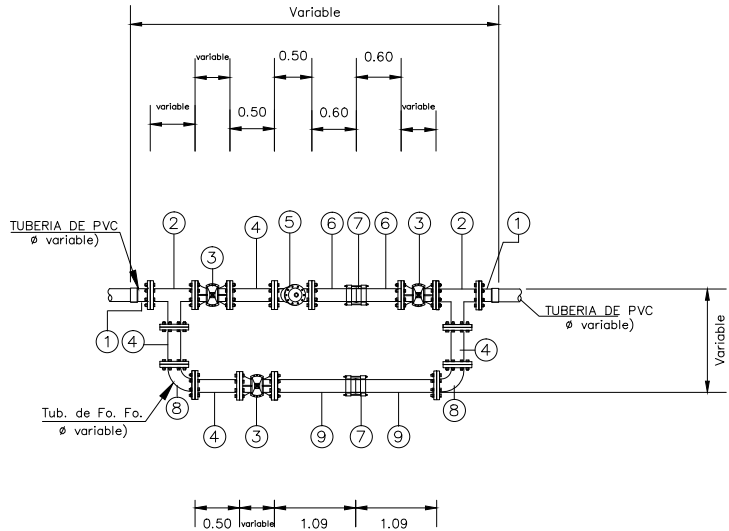 Variable
0.50
0.60
variable
variable
0.50
0.60
variable
TUBERIA DE PVC
Ø variable)
2
3
4
5
6
7
6
3
2
1
1
4
4
TUBERIA DE PVC
Ø variable)
Variable
Tub. de Fo. Fo.
Ø variable)
8
4
3
9
7
9
8
0.50
variable
1.09
1.09